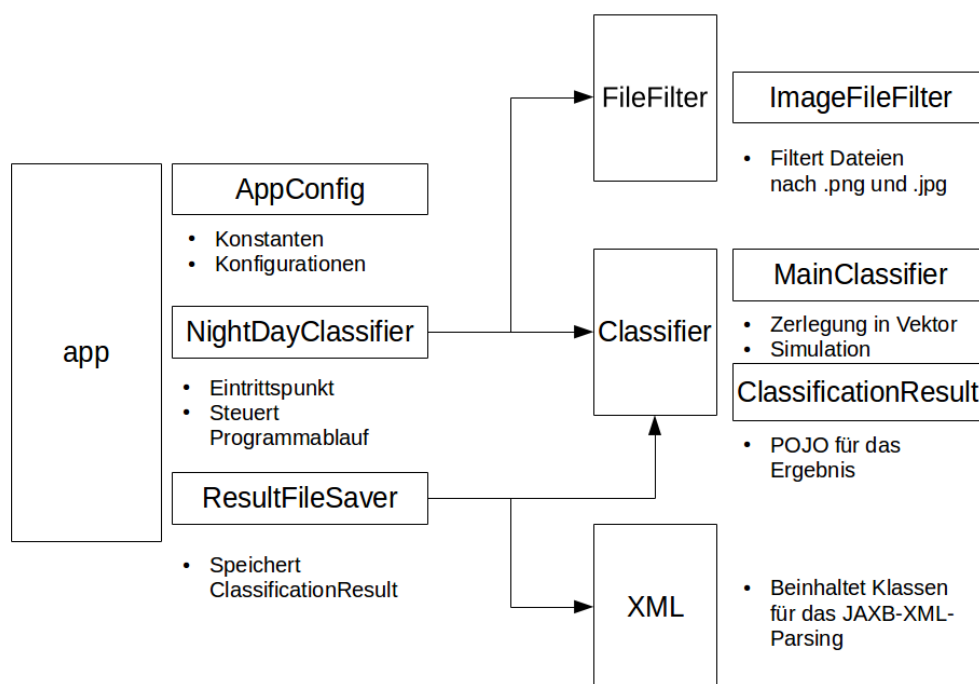 app
AppConfig
• Konstanten
• Konfigurationen
NightDayClassifier
• Eintrittspunkt
• Steuert
Programmablauf
ResultFileSaver
• Speichert
ClassificationResult
FileFilter
ImageFileFilter
• Filtert Dateien
nach .png und .jpg
Classifier
MainClassifier
• Zerlegung in Vektor
• Simulation
ClassificationResult
• POJO für das
Ergebnis
XML
• Beinhaltet Klassen
für das JAXB-XML-
Parsing